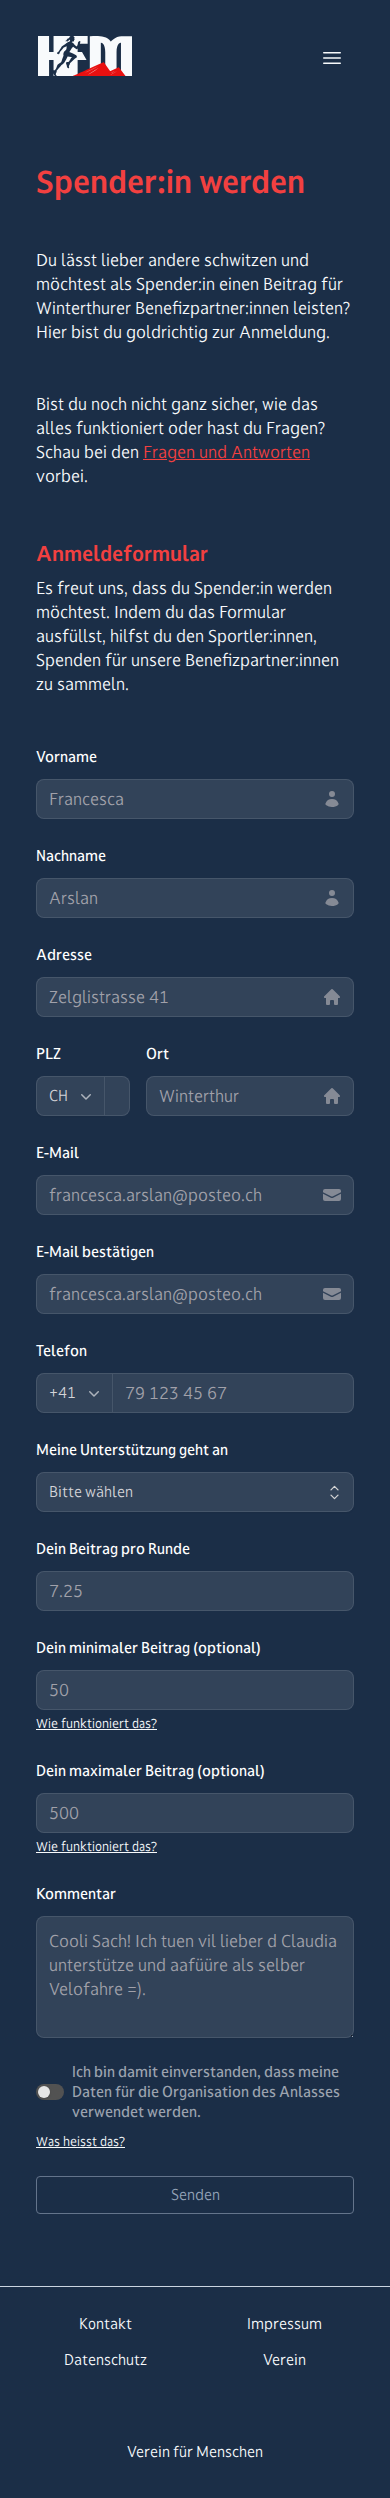 HFM
Spender:in werden
Du lässt lieber andere schwitzen und
möchtest als Spender:in einen Beitrag für
Winterthurer Benefizpartner:innen leisten?
Hier bist du goldrichtig zur Anmeldung.
Bist du noch nicht ganz sicher, wie das
alles funktioniert oder hast du Fragen?
Schau bei den Fragen und Antworten
vorbei.
Anmeldeformular
Es freut uns, dass du Spender:in werden
möchtest. Indem du das Formular
ausfüllst, hilfst du den Sportler:innen,
Spenden für unsere Benefizpartner:innen
zu sammeln.
Vorname
Francesca
Nachname
Arslan
Adresse
Zelglistrasse 41
PLZ Ort
CH Winterthur
E-Mail
francesca.arslan@posteo.ch
E-Mail bestätigen
francesca.arslan@posteo.ch
Telefon
+41 79 123 45 67
Meine Unterstützung geht an
Bitte wählen
Dein Beitrag pro Runde
7.25
Dein minimaler Beitrag (optional)
50
Wie funktioniert das?
Dein maximaler Beitrag (optional)
500
Wie funktioniert das?
Kommentar
Cooli Sach! Ich tuen vil lieber d Claudia
unterstütze und aafüüre als selber
Velofahre =).
Ich bin damit einverstanden, dass meine
Daten für die Organisation des Anlasses
verwendet werden.
Was heisst das?
Senden
Kontakt Impressum
Datenschutz Verein
Verein für Menschen